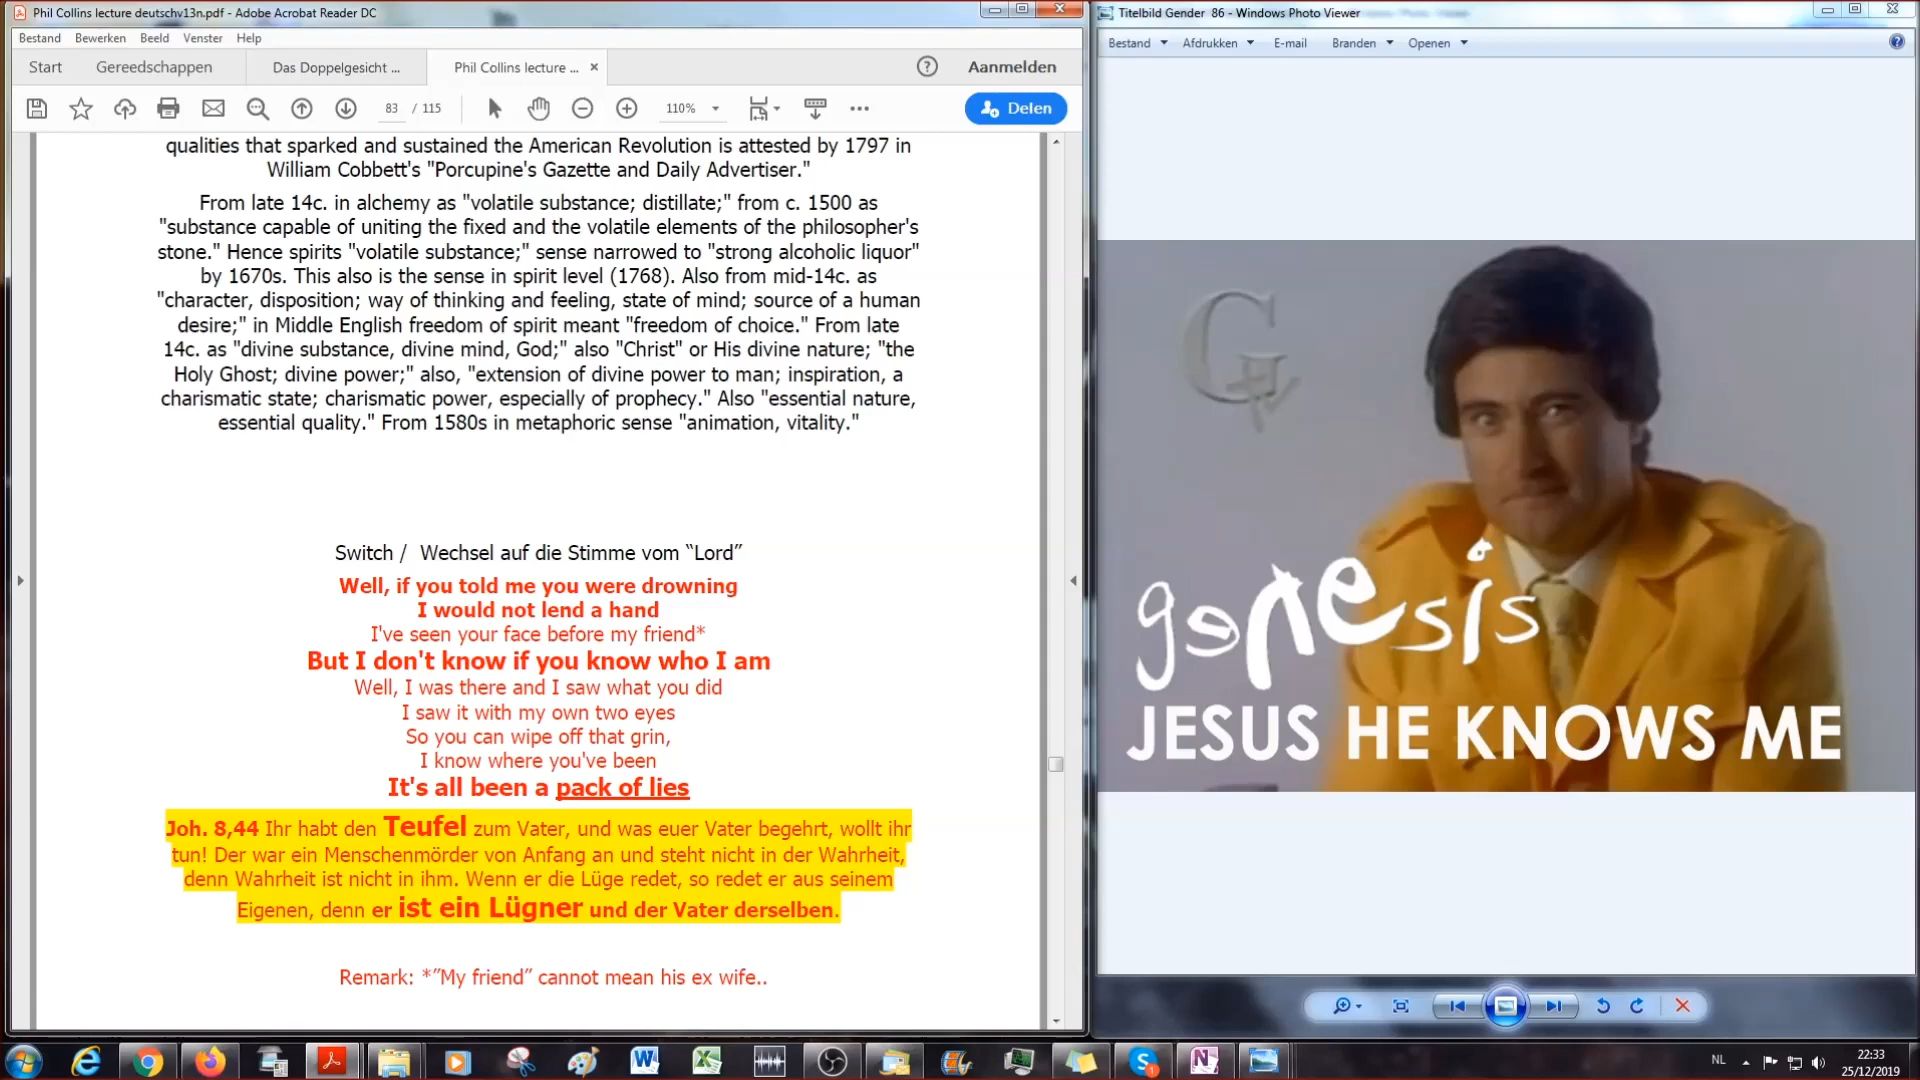 Phil Collins lecture deutschv13n.pdf - Adobe Acrobat Reader DC
Bestand Bewerken Beeld Venster Help
Start Gereedschappen Das Doppelgesicht ... Phil Collins lecture ... Aanmelden
83 / 115 110% Delen
qualities that sparked and sustained the American Revolution is attested by 1797 in
William Cobbett's "Porcupine's Gazette and Daily Advertiser."
From late 14c. in alchemy as "volatile substance; distillate;" from c. 1500 as
"substance capable of uniting the fixed and the volatile elements of the philosopher's
stone." Hence spirits "volatile substance;" sense narrowed to "strong alcoholic liquor"
by 1670s. This also is the sense in spirit level (1768). Also from mid-14c. as
"character, disposition; way of thinking and feeling, state of mind; source of a human
desire;" in Middle English freedom of spirit meant "freedom of choice." From late
14c. as "divine substance, divine mind, God;" also "Christ" or His divine nature; "the
Holy Ghost; divine power;" also, "extension of divine power to man; inspiration, a
charismatic state; charismatic power, especially of prophecy." Also "essential nature,
essential quality." From 1580s in metaphoric sense "animation, vitality."
Switch / Wechsel auf die Stimme vom “Lord”
Well, if you told me you were drowning
I would not lend a hand
I've seen your face before my friend*
But I don't know if you know who I am
Well, I was there and I saw what you did
I saw it with my own two eyes
So you can wipe off that grin,
I know where you've been
It's all been a pack of lies
Joh. 8,44 Ihr habt den Teufel zum Vater, und was euer Vater begehrt, wollt ihr
tun! Der war ein Menschenmörder von Anfang an und steht nicht in der Wahrheit,
denn Wahrheit ist nicht in ihm. Wenn er die Lüge redet, so redet er aus seinem
Eigenen, denn er ist ein Lügner und der Vater derselben.
Remark: *”My friend” cannot mean his ex wife..
Titelbild Gender 86 - Windows Photo Viewer
Bestand Afdrukken E-mail Branden Openen
GTV
genesis
JESUS HE KNOWS ME
NL 22:33
25/12/2019